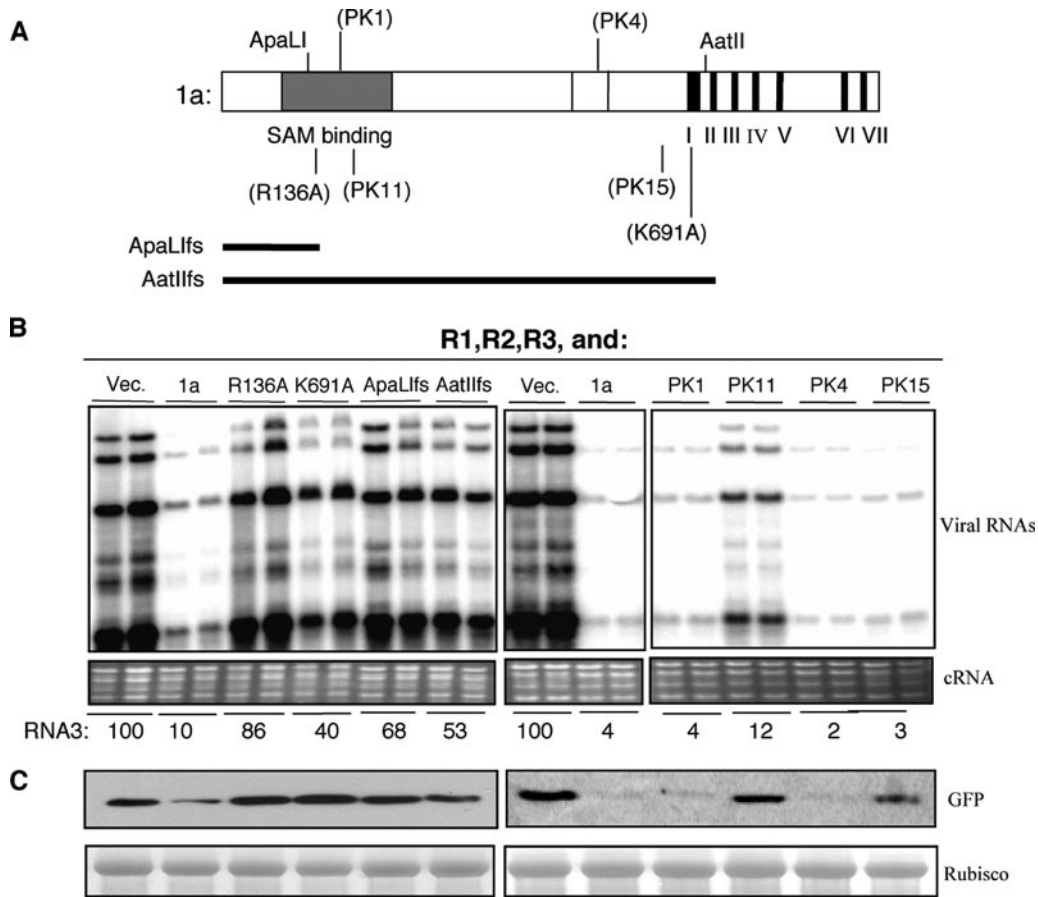 A
ApaLI
(PK1)
(PK4)
AatII
1a:
SAM binding
I II III IV V VI VII
(R136A)
(PK11)
(PK15)
(K691A)
ApaLIfs
AatIIfs
B
R1,R2,R3, and:
Vec. 1a R136A K691A ApaLIfs AatIIfs Vec. 1a PK1 PK11 PK4 PK15
Viral RNAs
cRNA
RNA3: 100 10 86 40 68 53 100 4 4 12 2 3
C
GFP
Rubisco